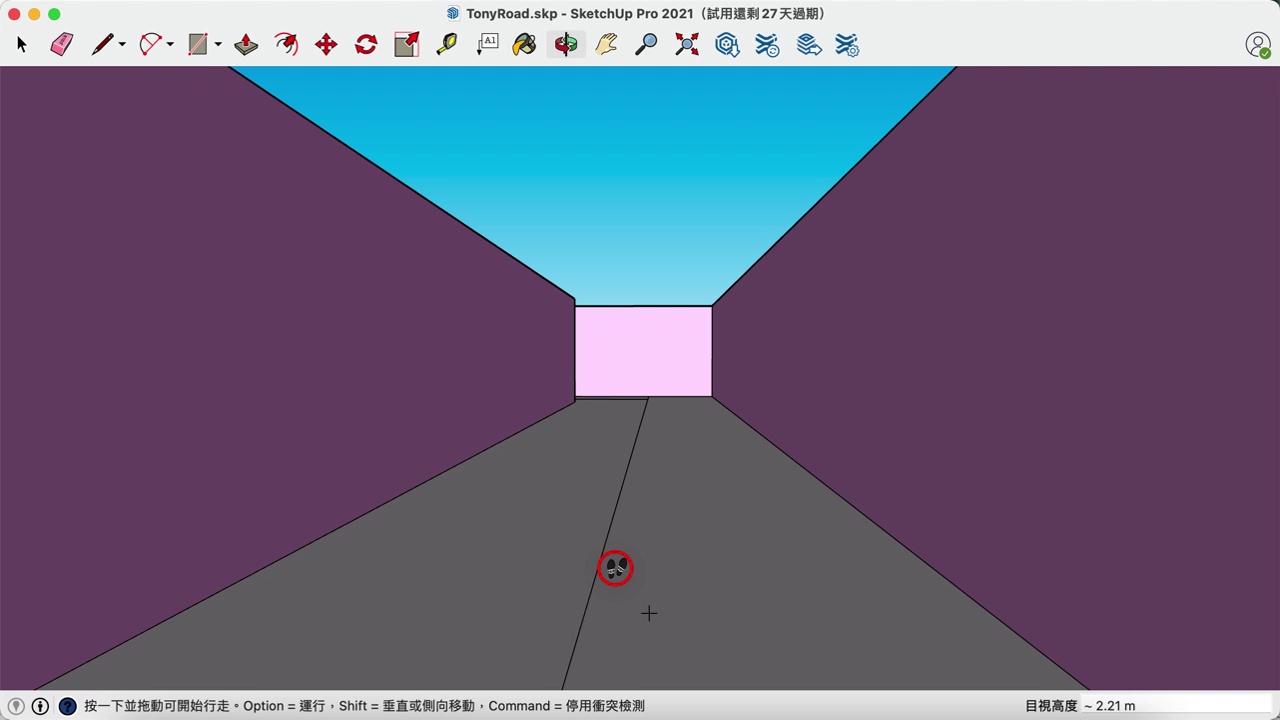 TonyRoad.skp - SketchUp Pro 2021（試用還剩 27 天過期）
A1
按一下並拖動可開始行走。Option = 運行，Shift = 垂直或側向移動，Command = 停用衝突檢測
目視高度 ~ 2.21 m